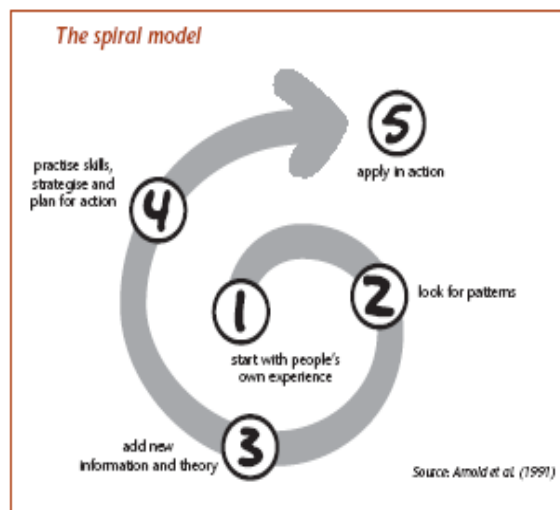 The spiral model
1
start with people's
own experience
2
look for patterns
3
add new
information and theory
4
practise skills,
strategise and
plan for action
5
apply in action
Source: Arnold et al. (1991)